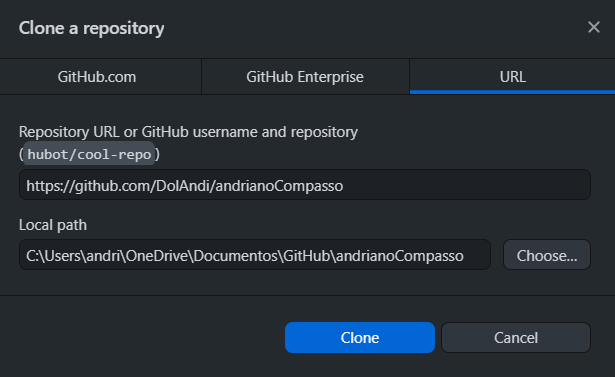 Clone a repository
GitHub.com
GitHub Enterprise
URL
Repository URL or GitHub username and repository
(hubot/cool-repo)
https://github.com/DolAndi/andrianoCompasso
Local path
C:\Users\andri\OneDrive\Documentos\GitHub\andrianoCompasso
Choose...
Clone
Cancel